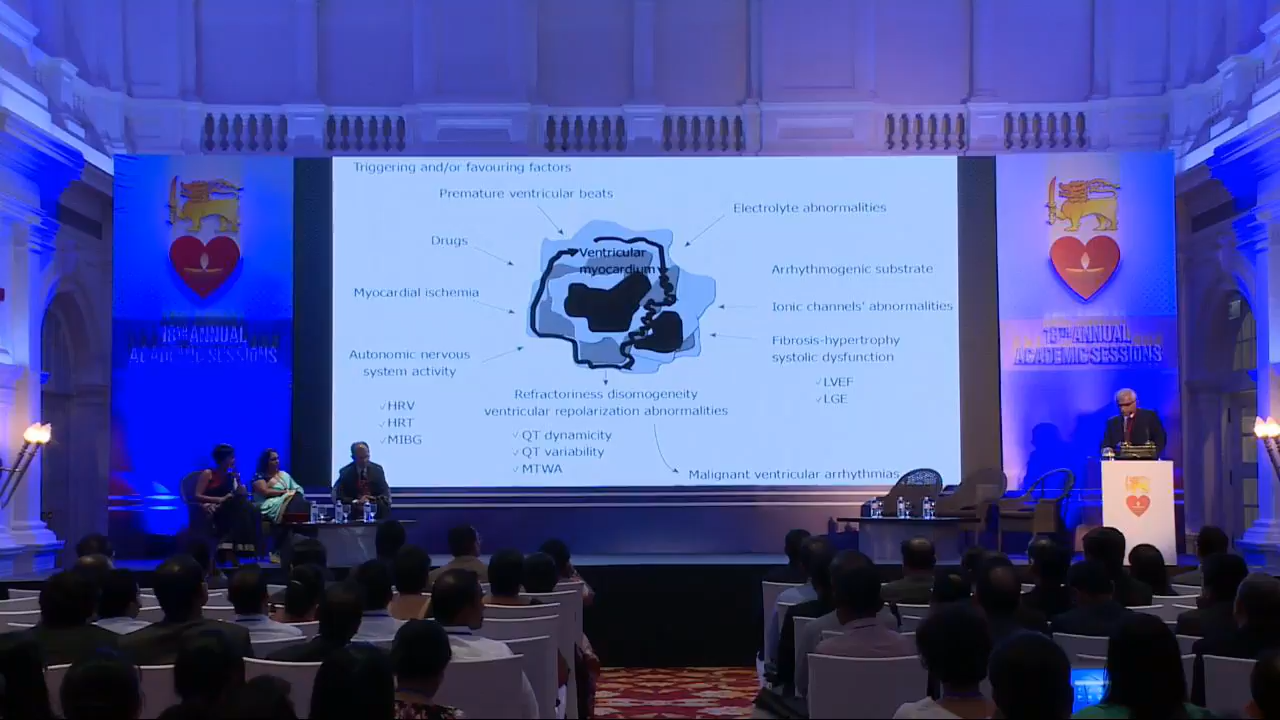 Triggering and/or favouring factors
Premature ventricular beats
Electrolyte abnormalities
Drugs
Ventricular
myocardium
Arrhythmogenic substrate
Myocardial ischemia
Ionic channels' abnormalities
Fibrosis-hypertrophy
systolic dysfunction
✓LVEF
✓LGE
Autonomic nervous
system activity
✓HRV
✓HRT
✓MIBG
Refractoriness disomogeneity
ventricular repolarization abnormalities
✓QT dynamicity
✓QT variability
✓MTWA
Malignant ventricular arrhythmias
18TH ANNUAL
ACADEMIC SESSIONS
18TH ANNUAL
ACADEMIC SESSIONS